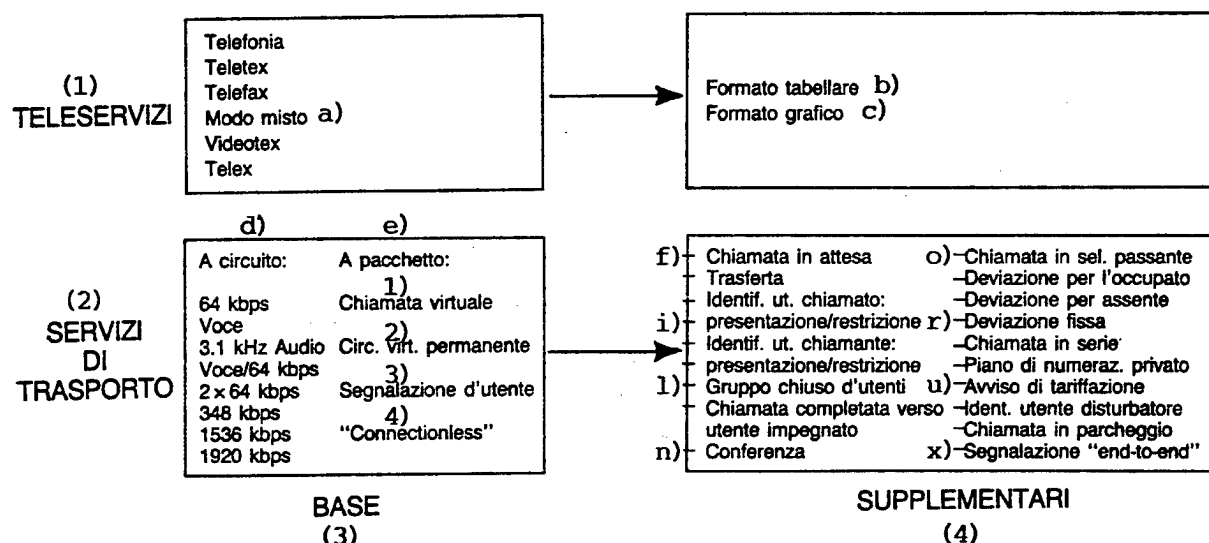 (1)
TELESERVIZI
Telefonia
Teletex
Telefax
Modo misto a)
Videotex
Telex
Formato tabellare b)
Formato grafico c)
(2)
SERVIZI
DI
TRASPORTO
d)
A circuito:
64 kbps
Voce
3.1 kHz Audio
Voce/64 kbps
2 × 64 kbps
348 kbps
1536 kbps
1920 kbps
e)
A pacchetto:
1)
Chiamata virtuale
2)
Circ. virt. permanente
3)
Segnalazione d'utente
4)
"Connectionless"
f) Chiamata in attesa
Trasferta
Identif. ut. chiamato:
i) presentazione/restrizione
Identif. ut. chiamante:
presentazione/restrizione
l) Gruppo chiuso d'utenti
Chiamata completata verso
utente impegnato
n) Conferenza
o) Chiamata in sel. passante
Deviazione per l'occupato
Deviazione per assente
r) Deviazione fissa
Chiamata in serie
Piano di numeraz. privato
u) Avviso di tariffazione
Ident. utente disturbatore
Chiamata in parcheggio
x) Segnalazione "end-to-end"
BASE
(3)
SUPPLEMENTARI
(4)